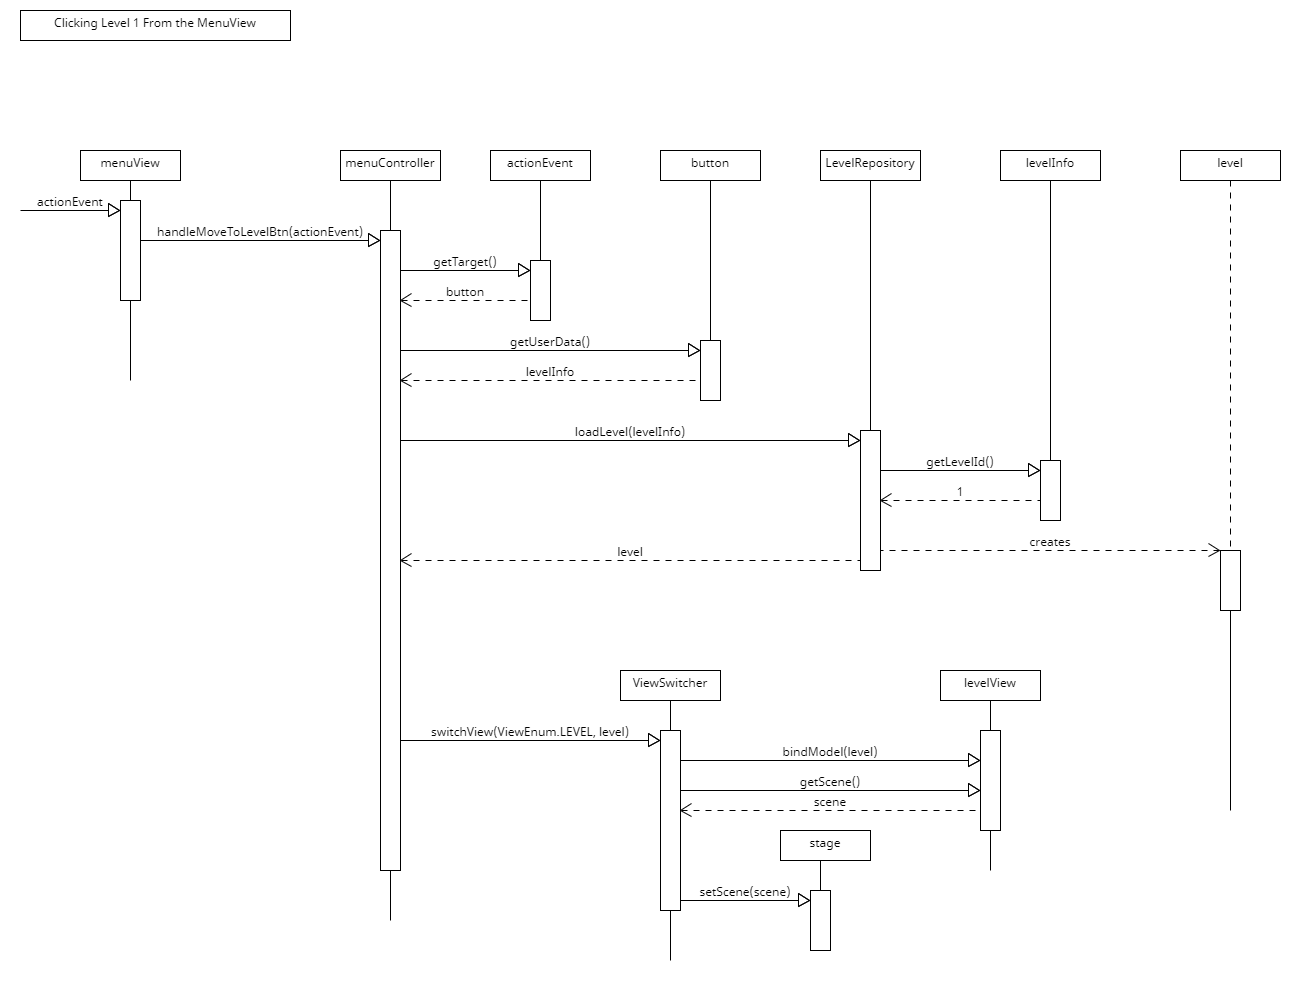 Clicking Level 1 From the MenuView
menuView
menuController
actionEvent
button
LevelRepository
levelInfo
level
actionEvent
handleMoveToLevelBtn(actionEvent)
getTarget()
button
getUserData()
levelInfo
loadLevel(levelInfo)
getLevelId()
1
creates
level
ViewSwitcher
levelView
switchView(ViewEnum.LEVEL, level)
bindModel(level)
getScene()
scene
stage
setScene(scene)